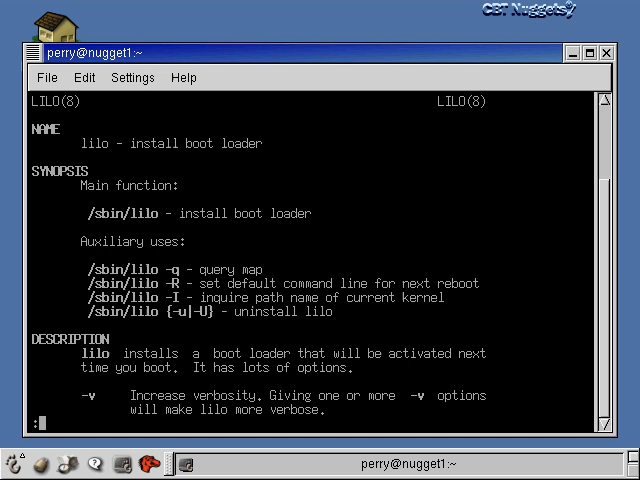 CBT Nuggets
perry@nugget1:~
File Edit Settings Help
LILO(8) LILO(8)
NAME
lilo - install boot loader
SYNOPSIS
Main function:
/sbin/lilo - install boot loader
Auxiliary uses:
/sbin/lilo -q - query map
/sbin/lilo -R - set default command line for next reboot
/sbin/lilo -I - inquire path name of current kernel
/sbin/lilo {-u|-U} - uninstall lilo
DESCRIPTION
lilo installs a boot loader that will be activated next
time you boot. It has lots of options.
-v Increase verbosity. Giving one or more -v options
will make lilo more verbose.
:
perry@nugget1:~